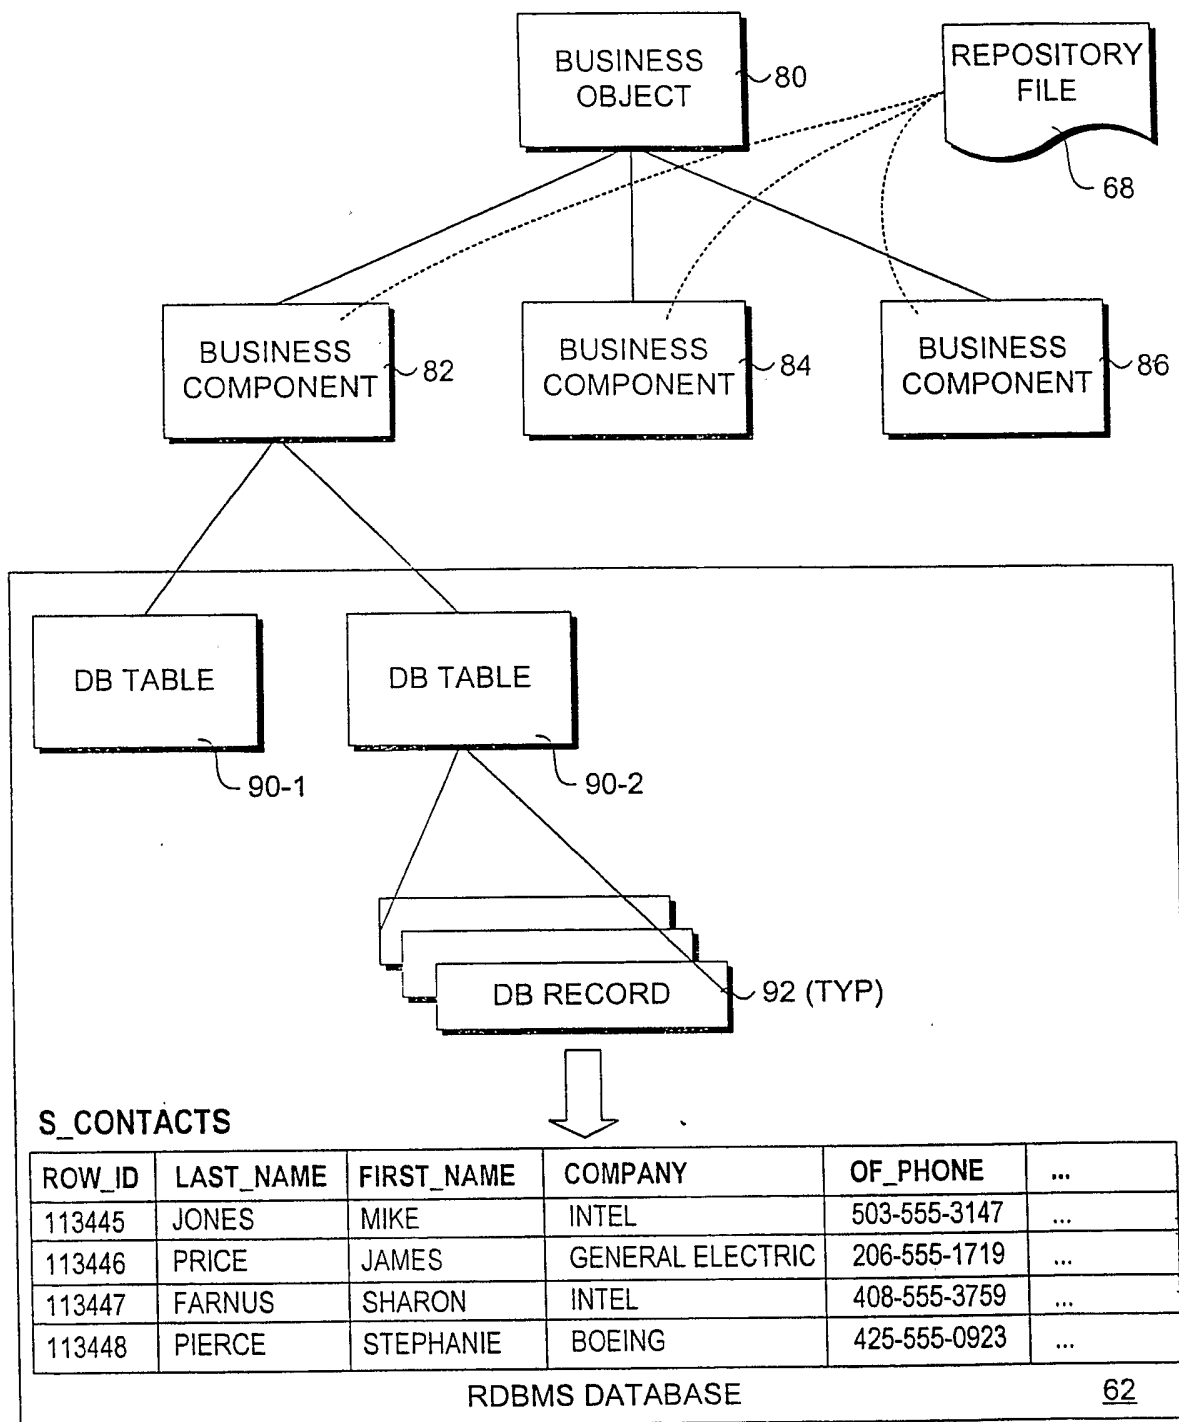 BUSINESS
OBJECT
80
REPOSITORY
FILE
68
BUSINESS
COMPONENT
82
BUSINESS
COMPONENT
84
BUSINESS
COMPONENT
86
DB TABLE
90-1
DB TABLE
90-2
DB RECORD
92 (TYP)
S_CONTACTS
ROW_ID LAST_NAME FIRST_NAME COMPANY OF_PHONE ...
113445 JONES MIKE INTEL 503-555-3147 ...
113446 PRICE JAMES GENERAL ELECTRIC 206-555-1719 ...
113447 FARNUS SHARON INTEL 408-555-3759 ...
113448 PIERCE STEPHANIE BOEING 425-555-0923 ...
RDBMS DATABASE 62